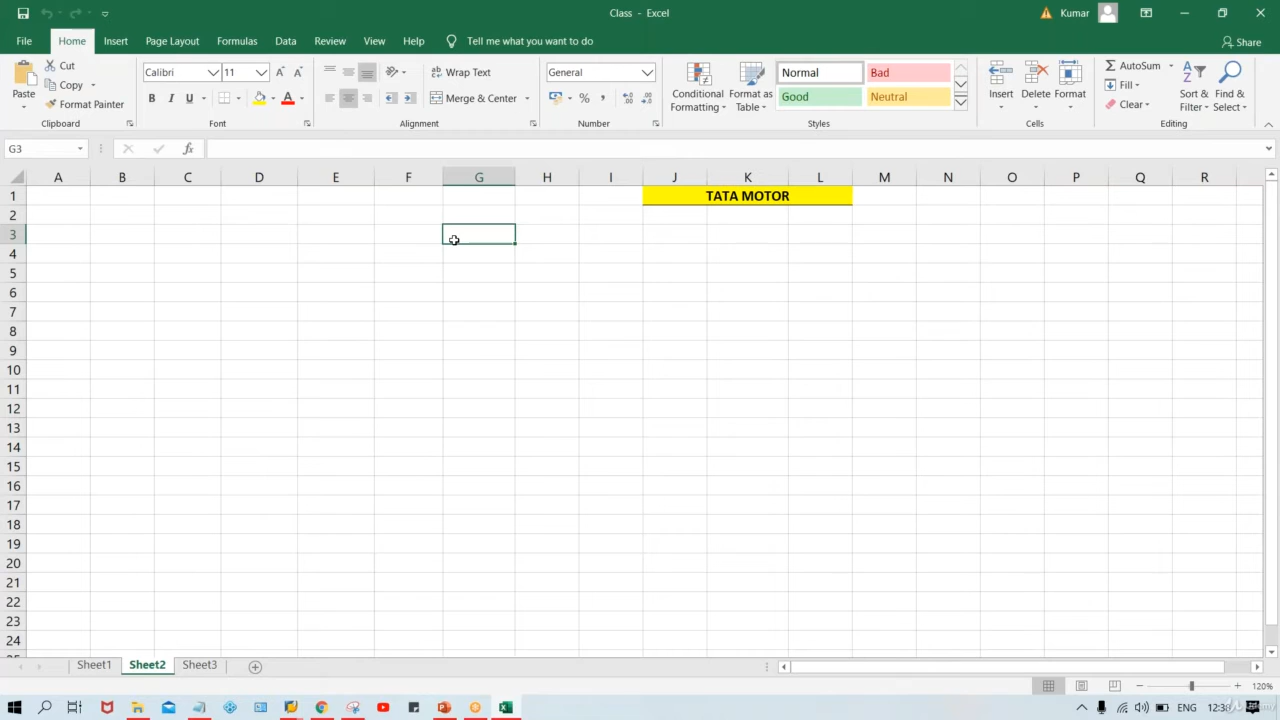 Class - Excel
Kumar
File Home Insert Page Layout Formulas Data Review View Help Tell me what you want to do Share
Paste
Cut
Copy
Format Painter
Clipboard
Calibri 11
B I U
Font
Wrap Text
Merge & Center
Alignment
General
Number
Conditional Formatting
Format as Table
Normal Bad
Good Neutral
Styles
Insert Delete Format
Cells
AutoSum
Fill
Clear
Sort & Filter
Find & Select
Editing
G3 fx
A B C D E F G H I J K L M N O P Q R
1 TATA MOTOR
2
3
4
5
6
7
8
9
10
11
12
13
14
15
16
17
18
19
20
21
22
23
24
Sheet1 Sheet2 Sheet3
120%
ENG 12:38
Udemy